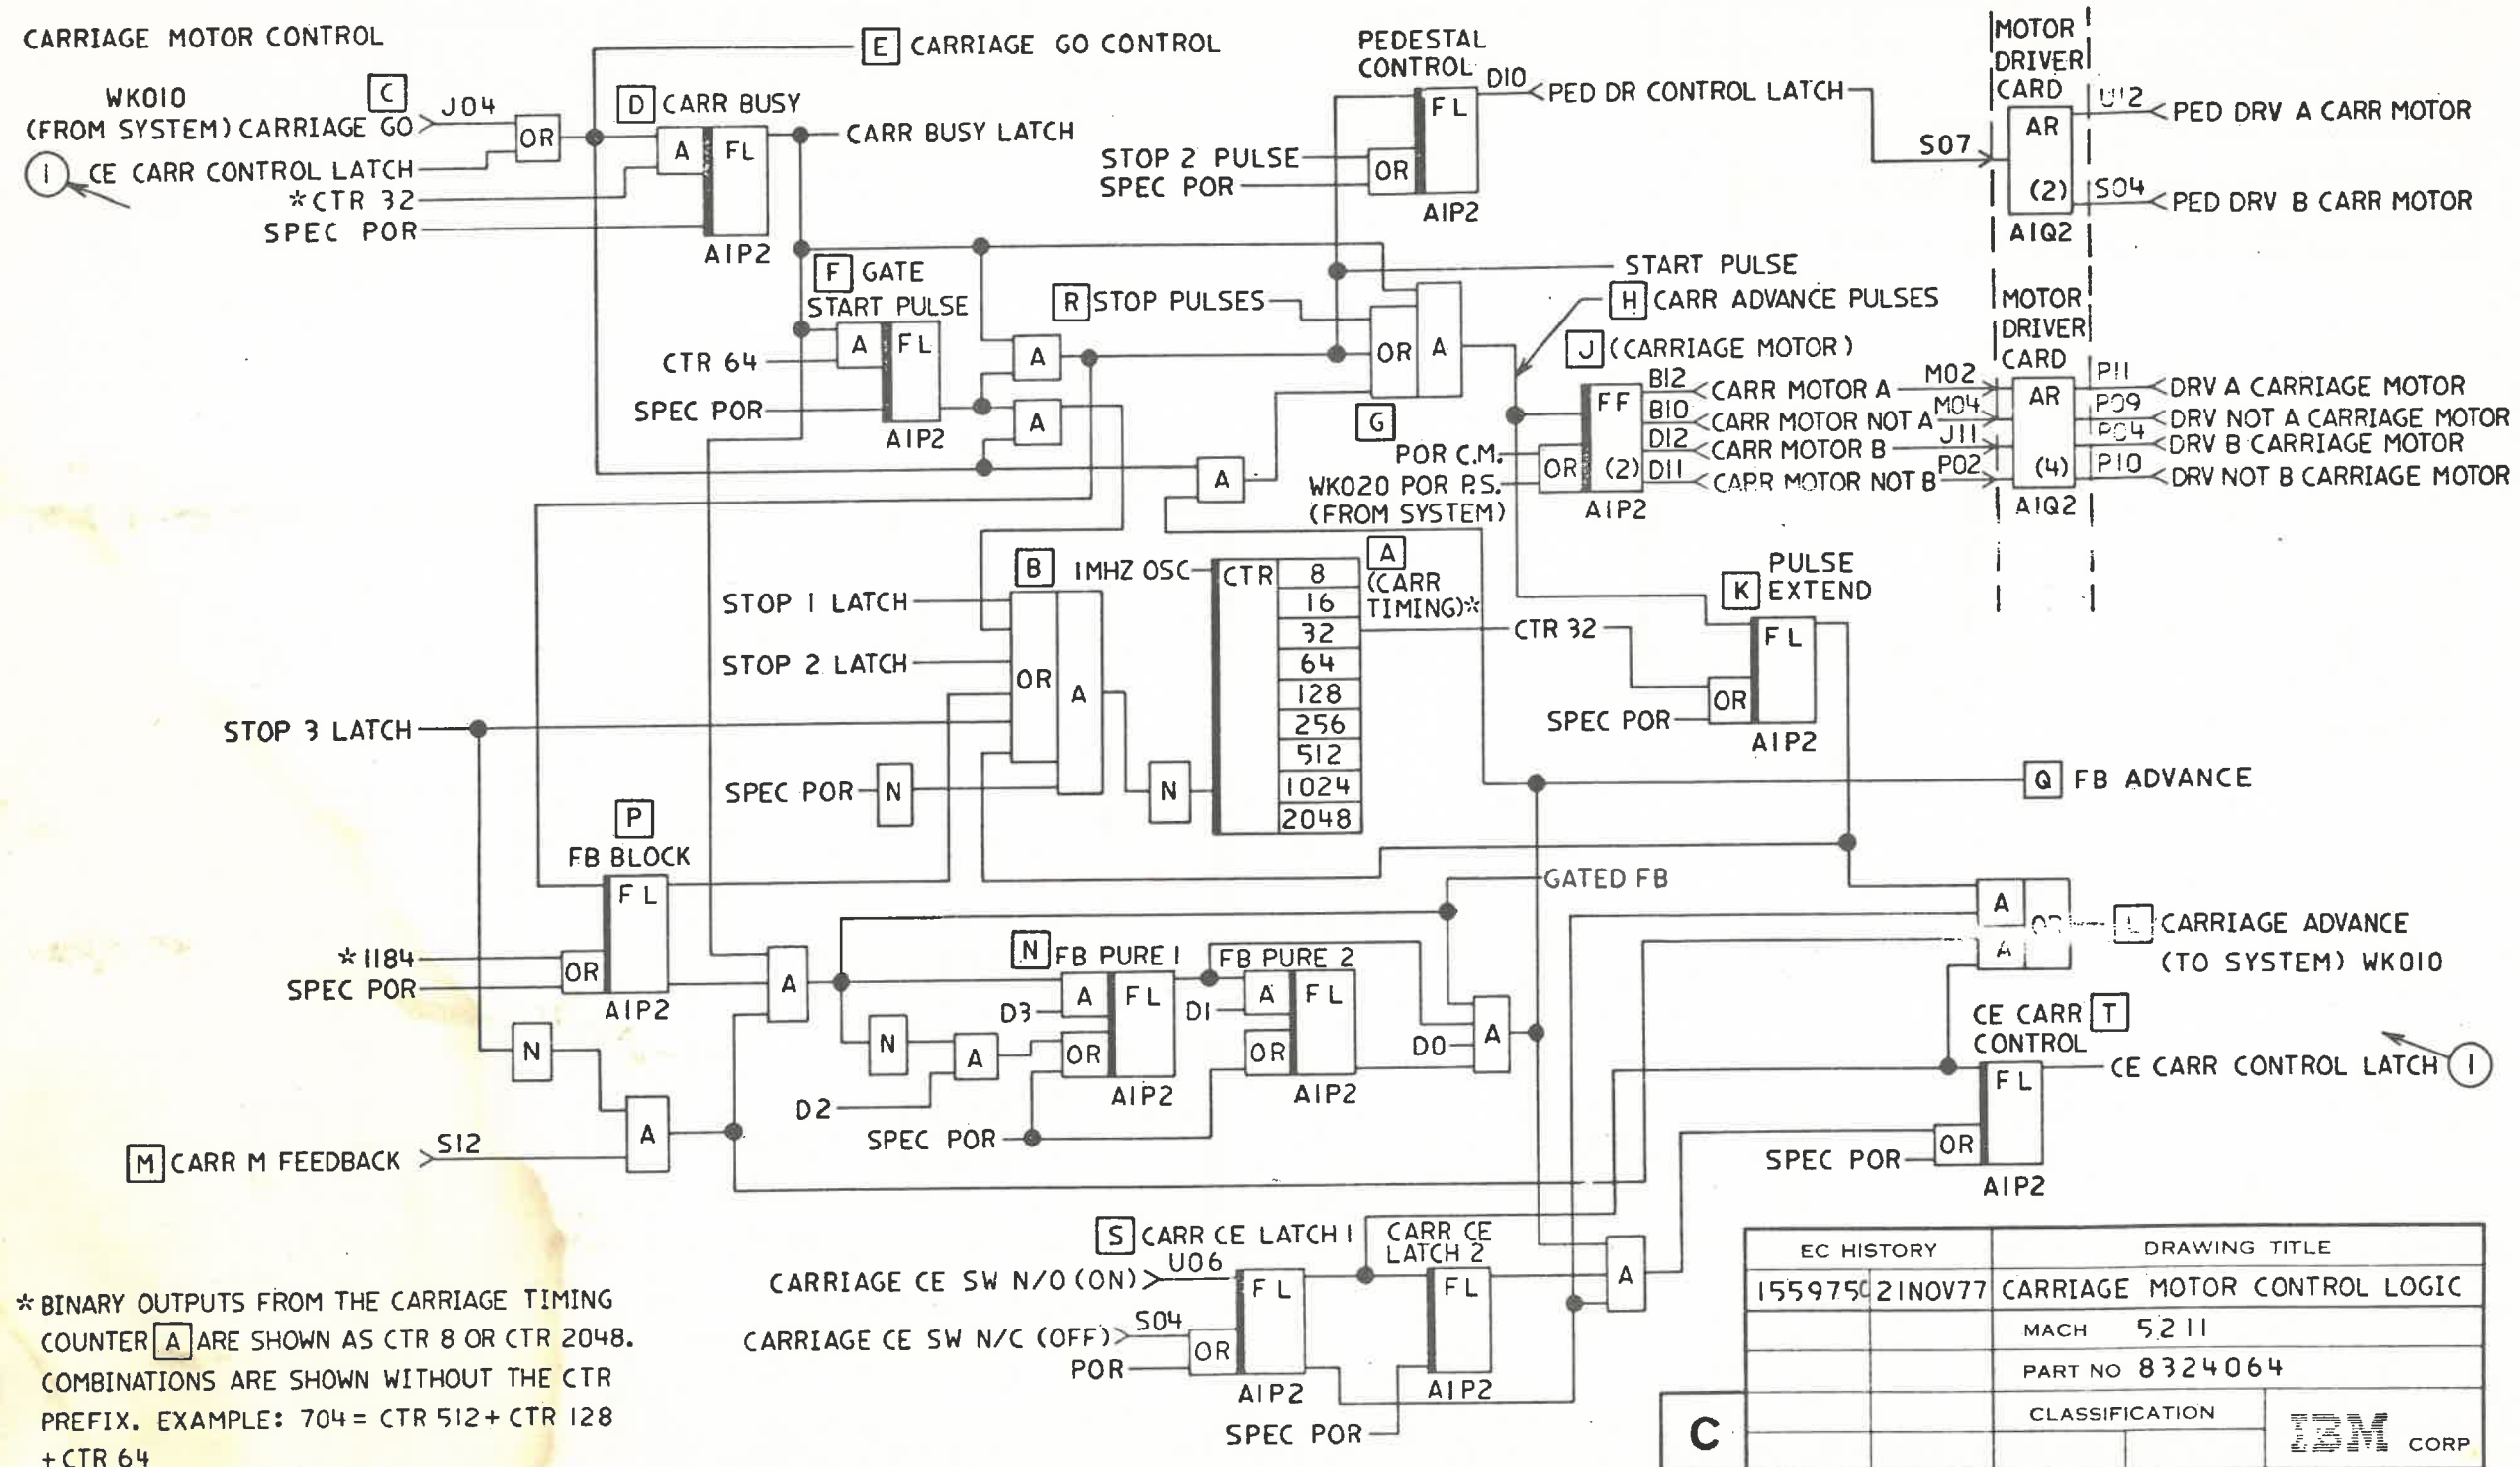 CARRIAGE MOTOR CONTROL
WK010
(FROM SYSTEM) CARRIAGE GO
C
J04
1
CE CARR CONTROL LATCH
*CTR 32
SPEC POR
OR
D CARR BUSY
A FL
A1P2
E CARRIAGE GO CONTROL
CARR BUSY LATCH
F GATE
START PULSE
CTR 64
SPEC POR
A FL
A1P2
A
A
PEDESTAL
CONTROL
D10
PED DR CONTROL LATCH
STOP 2 PULSE
SPEC POR
OR
FL
A1P2
S07
MOTOR
DRIVER
CARD
AR
(2)
A1Q2
U12
PED DRV A CARR MOTOR
S04
PED DRV B CARR MOTOR
START PULSE
R STOP PULSES
OR A
G
A
H CARR ADVANCE PULSES
J (CARRIAGE MOTOR)
POR C.M.
WK020 POR P.S.
(FROM SYSTEM)
OR
FF
(2)
A1P2
B12 CARR MOTOR A M02
B10 CARR MOTOR NOT A M04
D12 CARR MOTOR B J11
D11 CARR MOTOR NOT B P02
MOTOR
DRIVER
CARD
AR
(4)
A1Q2
P11 DRV A CARRIAGE MOTOR
P09 DRV NOT A CARRIAGE MOTOR
P04 DRV B CARRIAGE MOTOR
P10 DRV NOT B CARRIAGE MOTOR
B
1MHZ OSC
CTR
8
16
32
64
128
256
512
1024
2048
A
(CARR
TIMING)*
STOP 1 LATCH
STOP 2 LATCH
STOP 3 LATCH
SPEC POR
N
OR A
N
CTR 32
SPEC POR
OR
K PULSE
EXTEND
FL
A1P2
Q FB ADVANCE
P
FB BLOCK
FL
*1184
SPEC POR
OR
A1P2
GATED FB
A
N FB PURE 1
D3
A FL
OR
A1P2
FB PURE 2
D1
A FL
OR
A1P2
D0
A
N
A
D2
SPEC POR
N
A
M CARR M FEEDBACK
S12
A
OR
A
L CARRIAGE ADVANCE
(TO SYSTEM) WK010
CE CARR T
CONTROL
FL
CE CARR CONTROL LATCH 1
SPEC POR
OR
A1P2
S CARR CE LATCH 1
CARR CE
LATCH 2
CARRIAGE CE SW N/O (ON)
U06
CARRIAGE CE SW N/C (OFF)
S04
POR
OR
FL
A1P2
FL
A1P2
SPEC POR
A
* BINARY OUTPUTS FROM THE CARRIAGE TIMING
COUNTER A ARE SHOWN AS CTR 8 OR CTR 2048.
COMBINATIONS ARE SHOWN WITHOUT THE CTR
PREFIX. EXAMPLE: 704 = CTR 512 + CTR 128
+ CTR 64
EC HISTORY
DRAWING TITLE
21NOV77
CARRIAGE MOTOR CONTROL LOGIC
MACH 5211
PART NO 8324064
CLASSIFICATION
C
IBM CORP